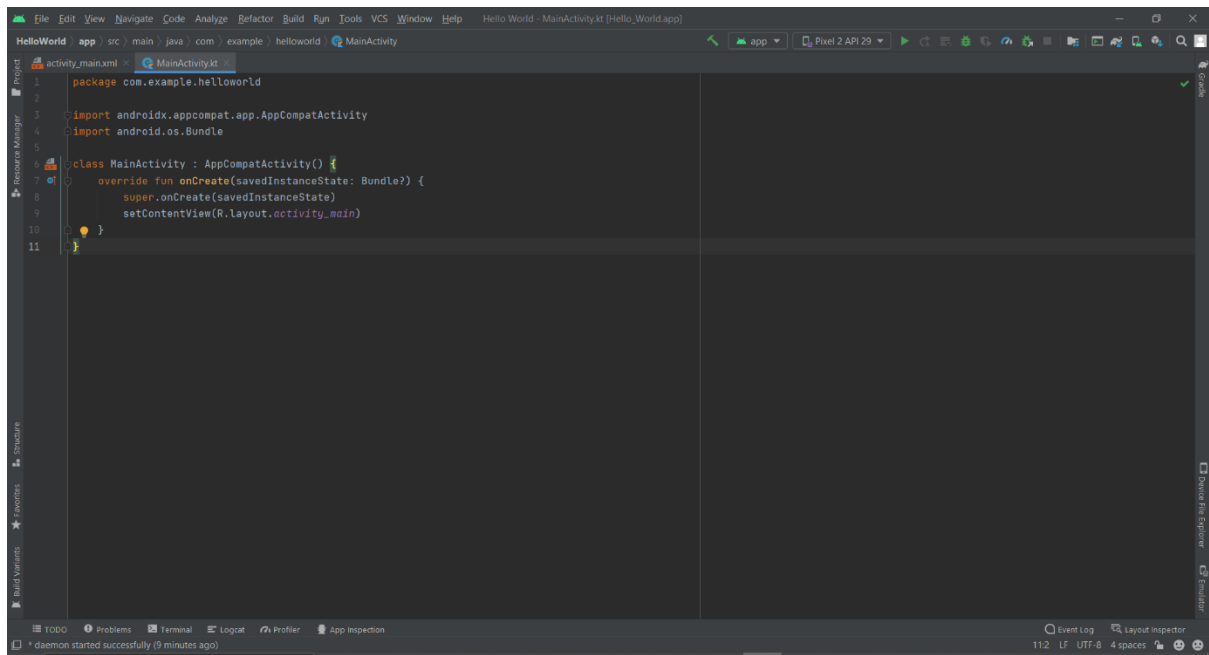 File Edit View Navigate Code Analyze Refactor Build Run Tools VCS Window Help Hello World - MainActivity.kt [Hello_World.app]
HelloWorld app src main java com example helloworld MainActivity app Pixel 2 API 29
activity_main.xml MainActivity.kt
Project
Resource Manager
Structure
Favorites
Build Variants
1 package com.example.helloworld
2
3 import androidx.appcompat.app.AppCompatActivity
4 import android.os.Bundle
5
6 class MainActivity : AppCompatActivity() {
7 override fun onCreate(savedInstanceState: Bundle?) {
8 super.onCreate(savedInstanceState)
9 setContentView(R.layout.activity_main)
10 }
11 }
Gradle
Device File Explorer
Emulator
TODO Problems Terminal Logcat Profiler App Inspection Event Log Layout Inspector
* daemon started successfully (9 minutes ago) 11:2 LF UTF-8 4 spaces